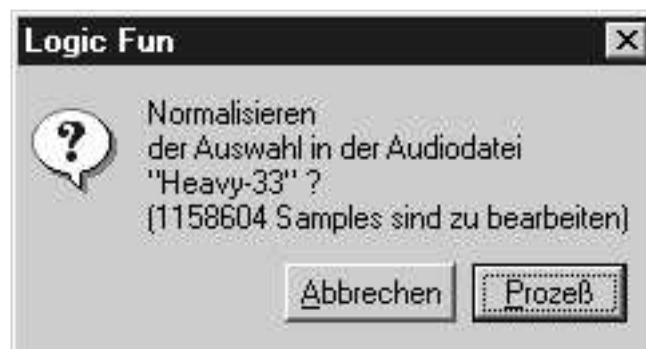 Logic Fun
Normalisieren
der Auswahl in der Audiodatei
"Heavy-33" ?
(1158604 Samples sind zu bearbeiten)
Abbrechen Prozeß